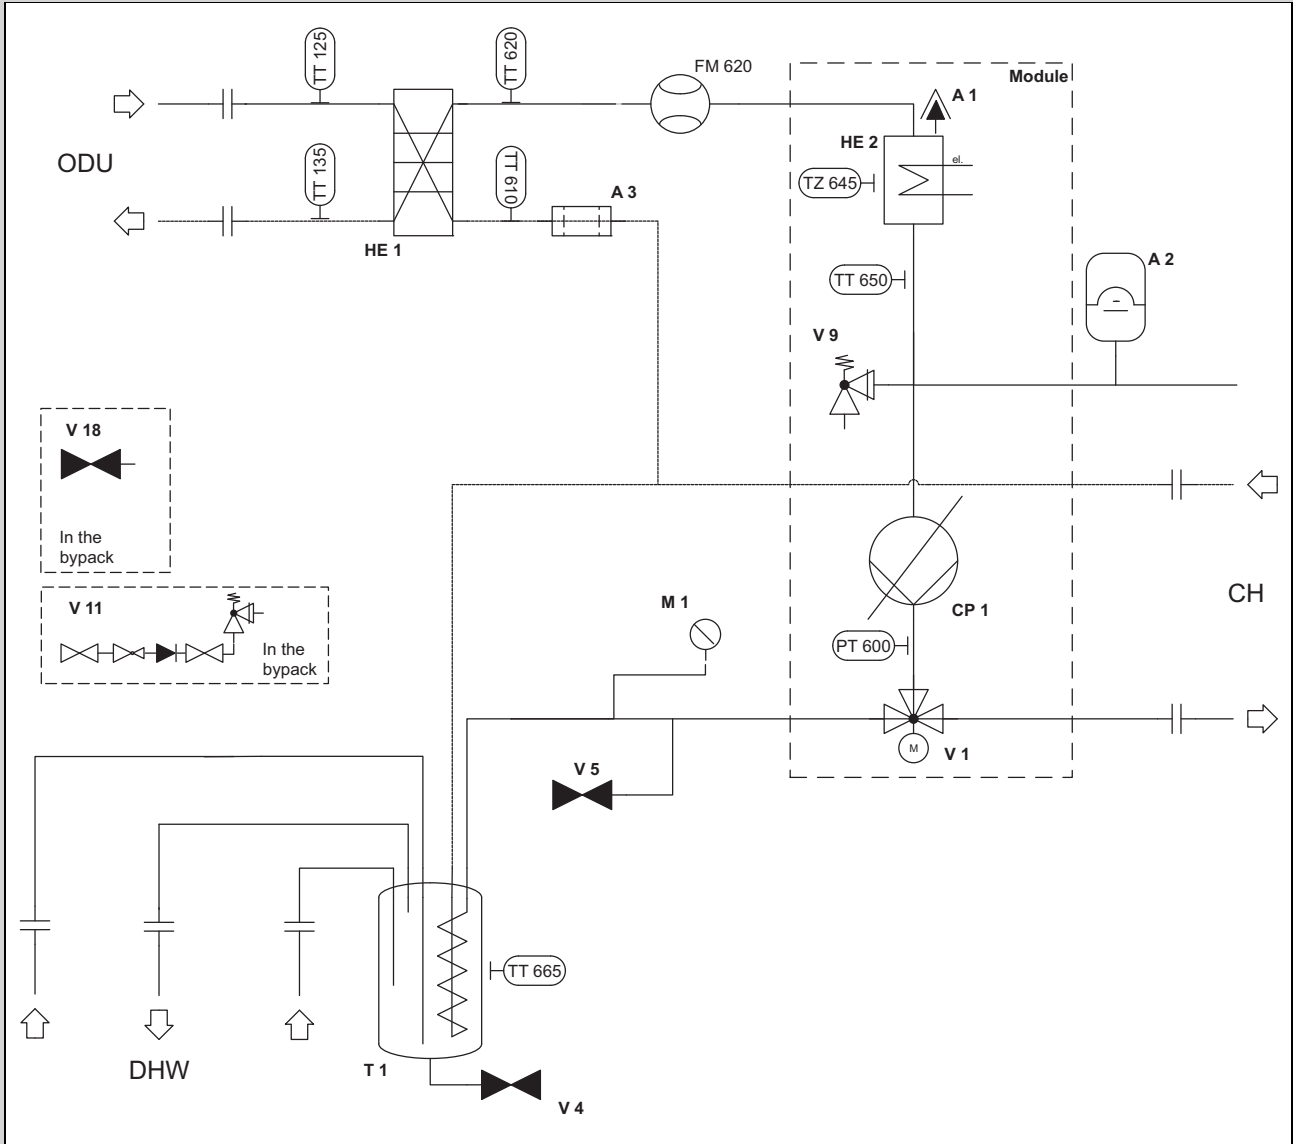 TT 125
TT 620
FM 620
Module
A 1
ODU
HE 2
el.
TT 135
TT 610
TZ 645
A 3
HE 1
TT 650
A 2
V 9
V 18
In the
bypack
CH
V 11
In the
bypack
M 1
CP 1
PT 600
M
V 1
V 5
TT 665
DHW
T 1
V 4